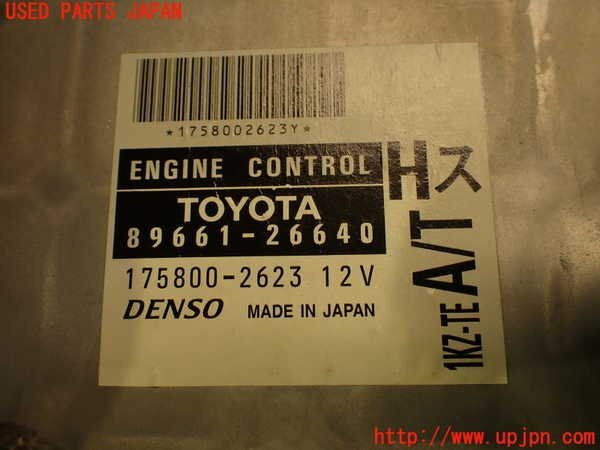 USED PARTS JAPAN
*1758002623Y*
ENGINE CONTROL
TOYOTA
89661-26640
175800-2623 12V
DENSO MADE IN JAPAN
Hス
1KZ-TE A/T
http://www.upjpn.com/